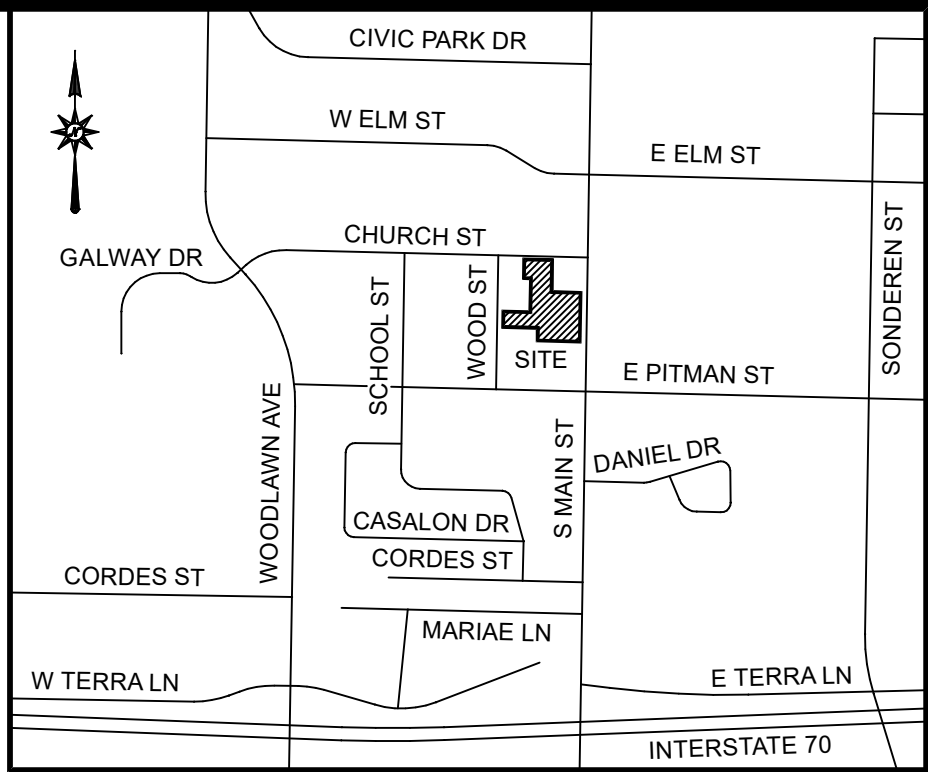 CIVIC PARK DR
W ELM ST
E ELM ST
N
CHURCH ST
GALWAY DR
SONDEREN ST
SCHOOL ST
WOOD ST
SITE
E PITMAN ST
WOODLAWN AVE
S MAIN ST
DANIEL DR
CASALON DR
CORDES ST
CORDES ST
MARIAE LN
W TERRA LN
E TERRA LN
INTERSTATE 70